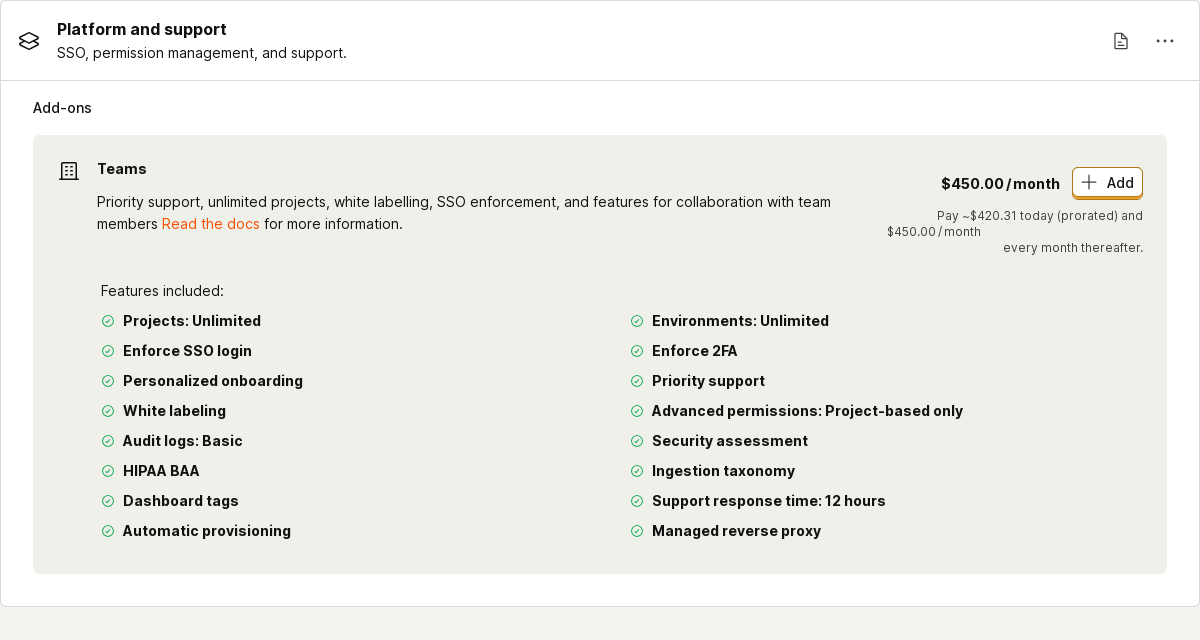 Platform and support
SSO, permission management, and support.
Add-ons
Teams
Priority support, unlimited projects, white labelling, SSO enforcement, and features for collaboration with team
members Read the docs for more information.
$450.00/month
Add
Pay ~$420.31 today (prorated) and
$450.00/month
every month thereafter.
Features included:
Projects: Unlimited
Environments: Unlimited
Enforce SSO login
Enforce 2FA
Personalized onboarding
Priority support
White labeling
Advanced permissions: Project-based only
Audit logs: Basic
Security assessment
HIPAA BAA
Ingestion taxonomy
Dashboard tags
Support response time: 12 hours
Automatic provisioning
Managed reverse proxy